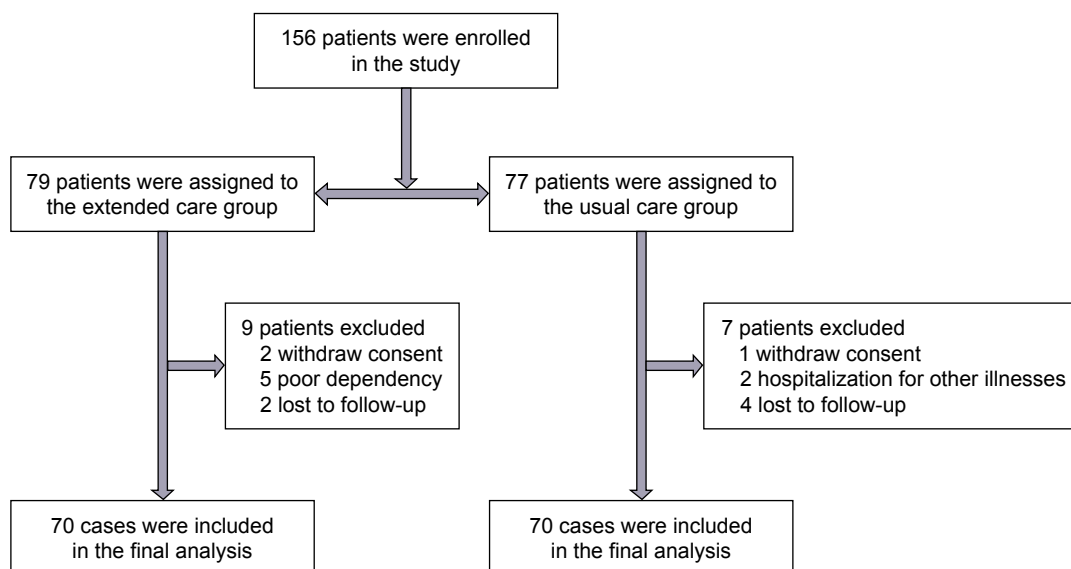 156 patients were enrolled
in the study
79 patients were assigned to
the extended care group
77 patients were assigned to
the usual care group
9 patients excluded
2 withdraw consent
5 poor dependency
2 lost to follow-up
7 patients excluded
1 withdraw consent
2 hospitalization for other illnesses
4 lost to follow-up
70 cases were included
in the final analysis
70 cases were included
in the final analysis